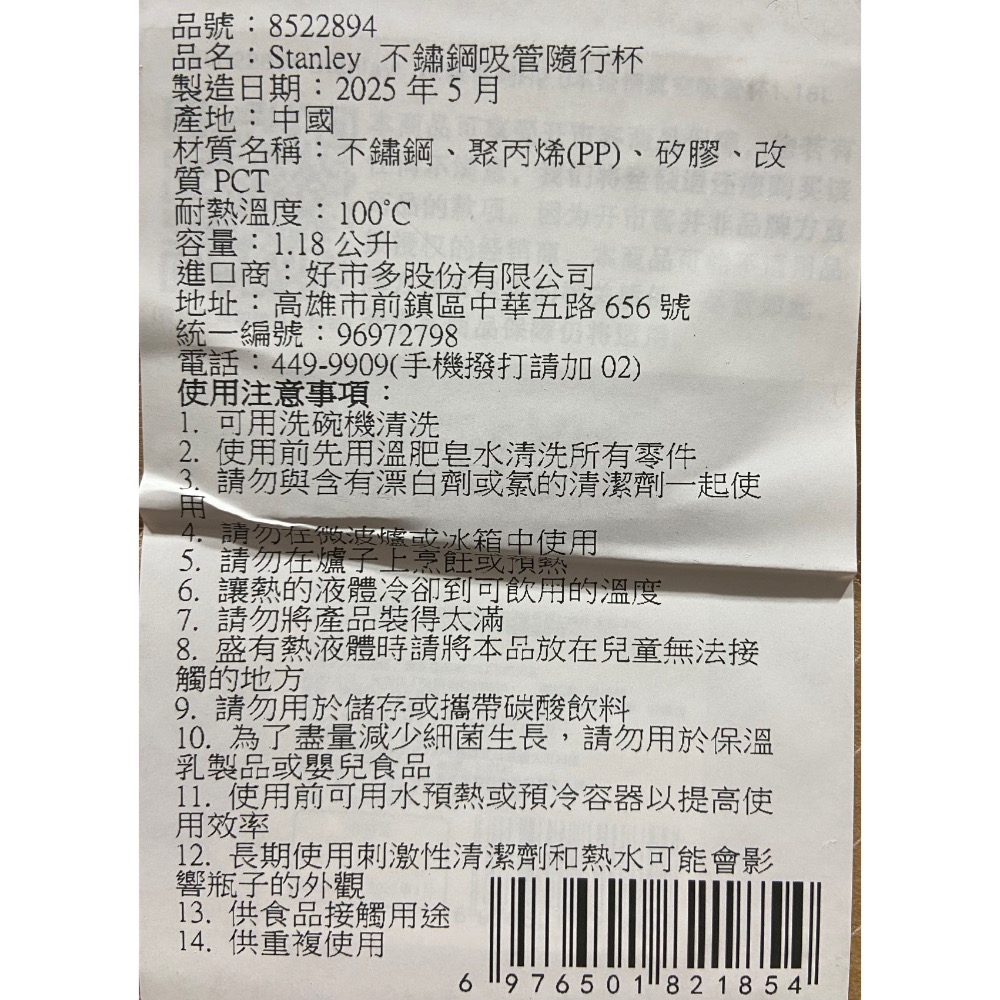 品號：8522894
品名：Stanley 不鏽鋼吸管隨行杯
製造日期：2025 年 5 月
產地：中國
材質名稱：不鏽鋼、聚丙烯(PP)、矽膠、改
質 PCT
耐熱溫度：100°C
容量：1.18 公升
進口商：好市多股份有限公司
地址：高雄市前鎮區中華五路 656 號
統一編號：96972798
電話：449-9909(手機撥打請加 02)
使用注意事項：
1. 可用洗碗機清洗
2. 使用前先用溫肥皂水清洗所有零件
3. 請勿與含有漂白劑或氯的清潔劑一起使
用
4. 請勿在微波爐或冰箱中使用
5. 請勿在爐子上烹飪或預熱
6. 讓熱的液體冷卻到可飲用的溫度
7. 請勿將產品裝得太滿
8. 盛有熱液體時請將本品放在兒童無法接
觸的地方
9. 請勿用於儲存或攜帶碳酸飲料
10. 為了盡量減少細菌生長，請勿用於保溫
乳製品或嬰兒食品
11. 使用前可用水預熱或預冷容器以提高使
用效率
12. 長期使用刺激性清潔劑和熱水可能會影
響瓶子的外觀
13. 供食品接觸用途
14. 供重複使用
6 976501 821854